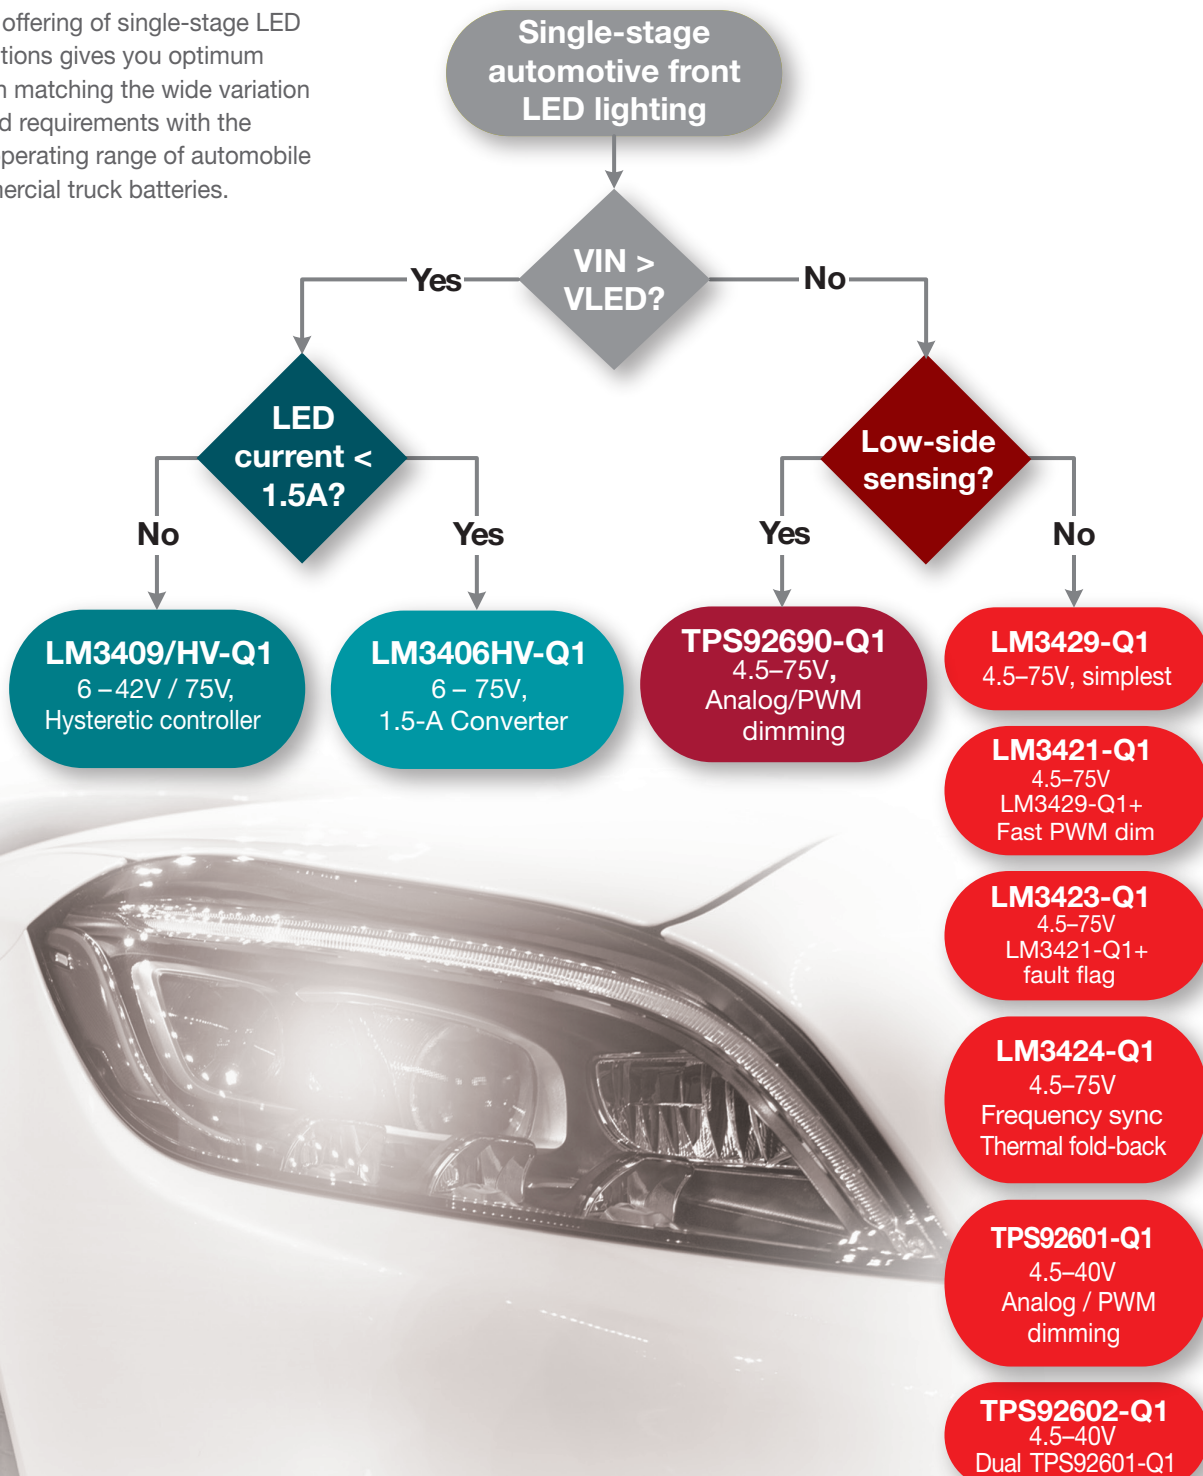 offering of single-stage LED
gives you optimum
matching the wide variation
requirements with the
operating range of automobile
truck batteries.
Single-stage
automotive front
LED lighting
VIN >
VLED?
Yes
No
LED
current <
1.5A?
Low-side
sensing?
No
Yes
Yes
No
LM3409/HV-Q1
6 – 42V / 75V,
Hysteretic controller
LM3406HV-Q1
6 – 75V,
1.5-A Converter
TPS92690-Q1
4.5–75V,
Analog/PWM
dimming
LM3429-Q1
4.5–75V, simplest
LM3421-Q1
4.5–75V
LM3429-Q1+
Fast PWM dim
LM3423-Q1
4.5–75V
LM3421-Q1+
fault flag
LM3424-Q1
4.5–75V
Frequency sync
Thermal fold-back
TPS92601-Q1
4.5–40V
Analog / PWM
dimming
TPS92602-Q1
4.5–40V
Dual TPS92601-Q1